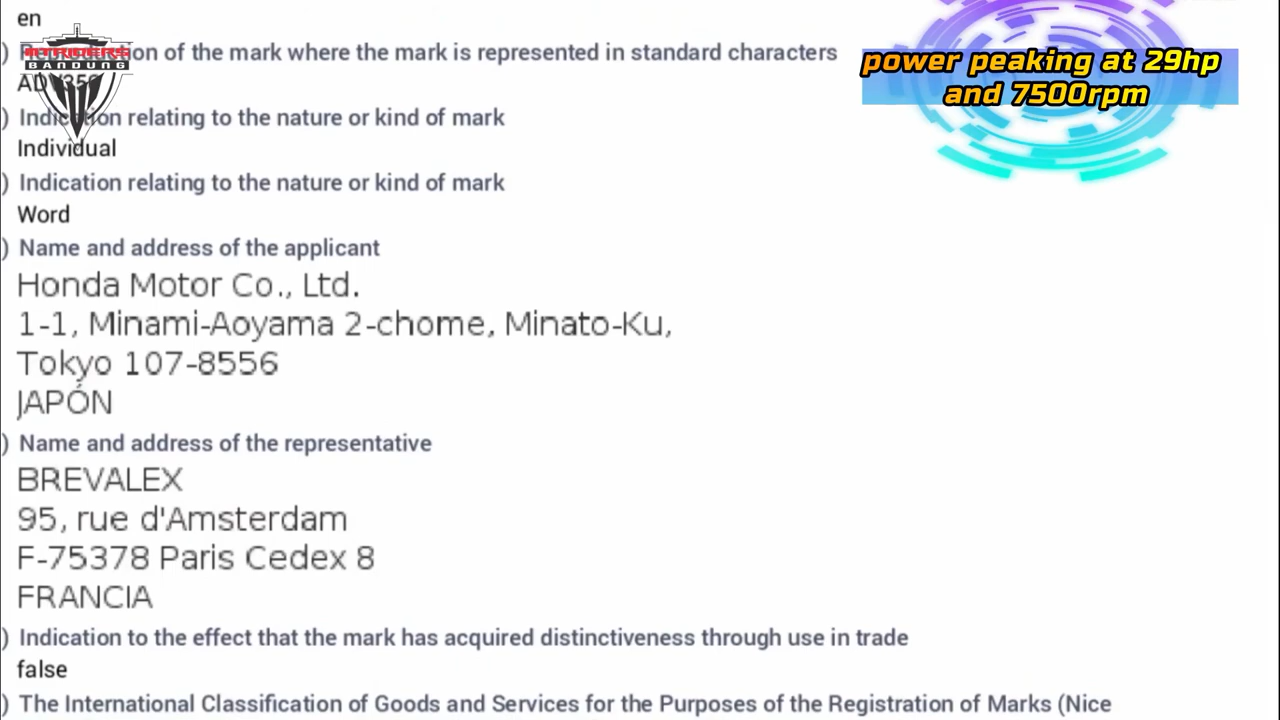 en
) Reproduction of the mark where the mark is represented in standard characters
ADV350
) Indication relating to the nature or kind of mark
Individual
) Indication relating to the nature or kind of mark
Word
) Name and address of the applicant
Honda Motor Co., Ltd.
1-1, Minami-Aoyama 2-chome, Minato-Ku,
Tokyo 107-8556
JAPÓN
) Name and address of the representative
BREVALEX
95, rue d'Amsterdam
F-75378 Paris Cedex 8
FRANCIA
) Indication to the effect that the mark has acquired distinctiveness through use in trade
false
) The International Classification of Goods and Services for the Purposes of the Registration of Marks (Nice
BANDUNG
power peaking at 29hp
and 7500rpm